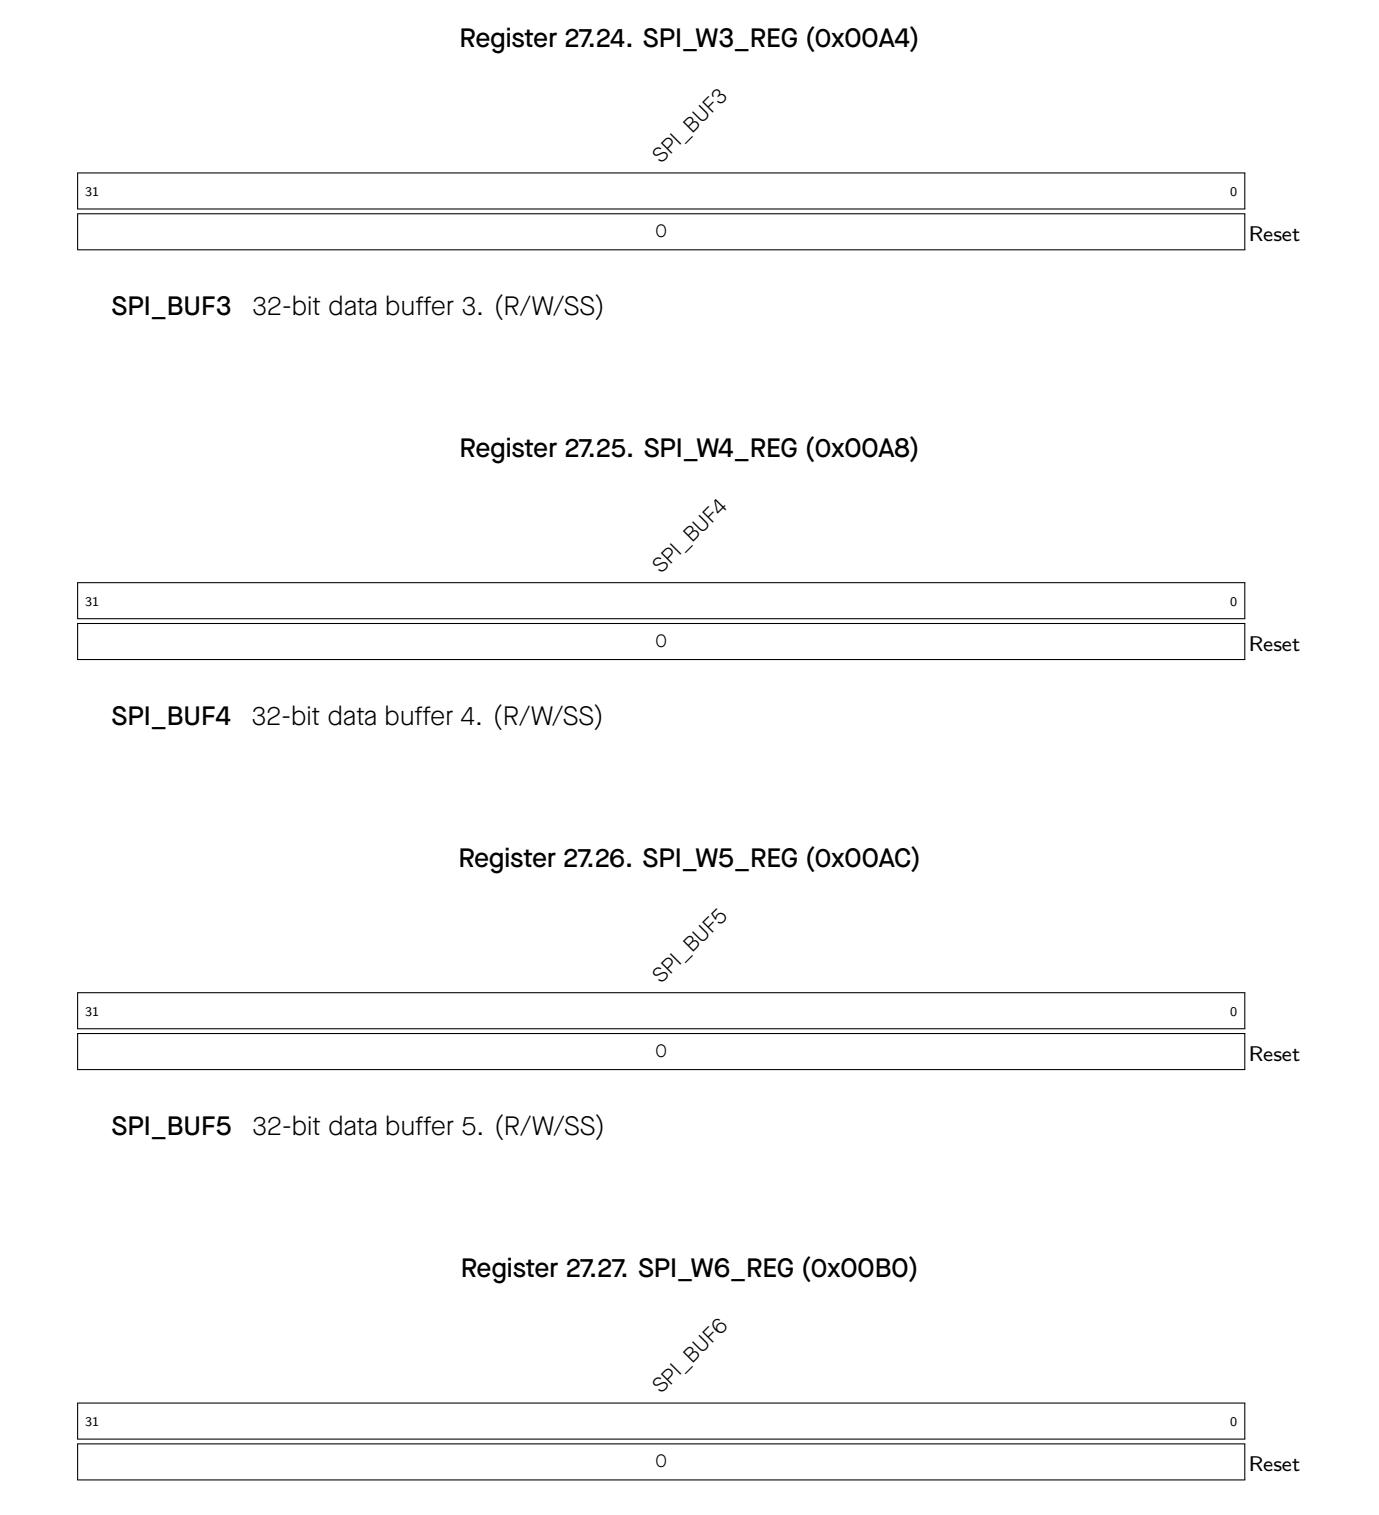 Register 27.24. SPI_W3_REG (0x00A4)
SPI_BUF3
31 0
0 Reset
SPI_BUF3 32-bit data buffer 3. (R/W/SS)
Register 27.25. SPI_W4_REG (0x00A8)
SPI_BUF4
31 0
0 Reset
SPI_BUF4 32-bit data buffer 4. (R/W/SS)
Register 27.26. SPI_W5_REG (0x00AC)
SPI_BUF5
31 0
0 Reset
SPI_BUF5 32-bit data buffer 5. (R/W/SS)
Register 27.27. SPI_W6_REG (0x00B0)
SPI_BUF6
31 0
0 Reset